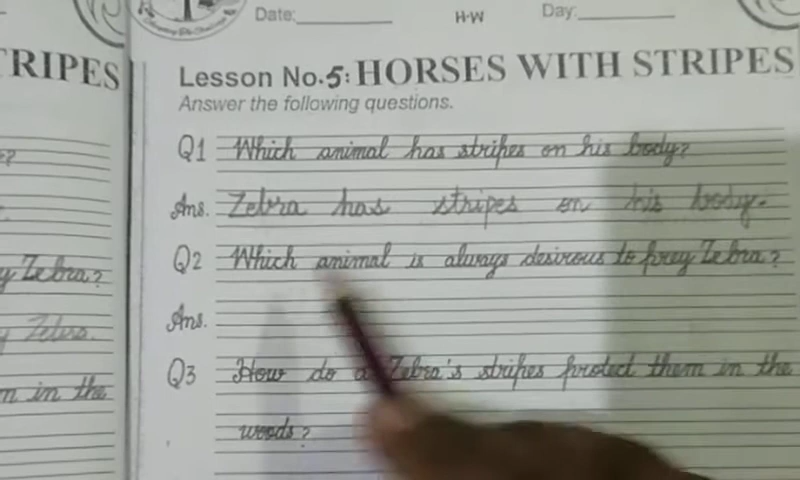 Date: H-W Day:
TRIPES
Lesson No.5: HORSES WITH STRIPES
Answer the following questions.
Q1 Which animal has stripes on his body?
Ans. Zebra has stripes on his body.
Q2 Which animal is always desirous to prey Zebra?
y Zebra?
Ans.
y Zebra.
Q3 How do a Zebra's stripes protect them in the
m in the
woods?